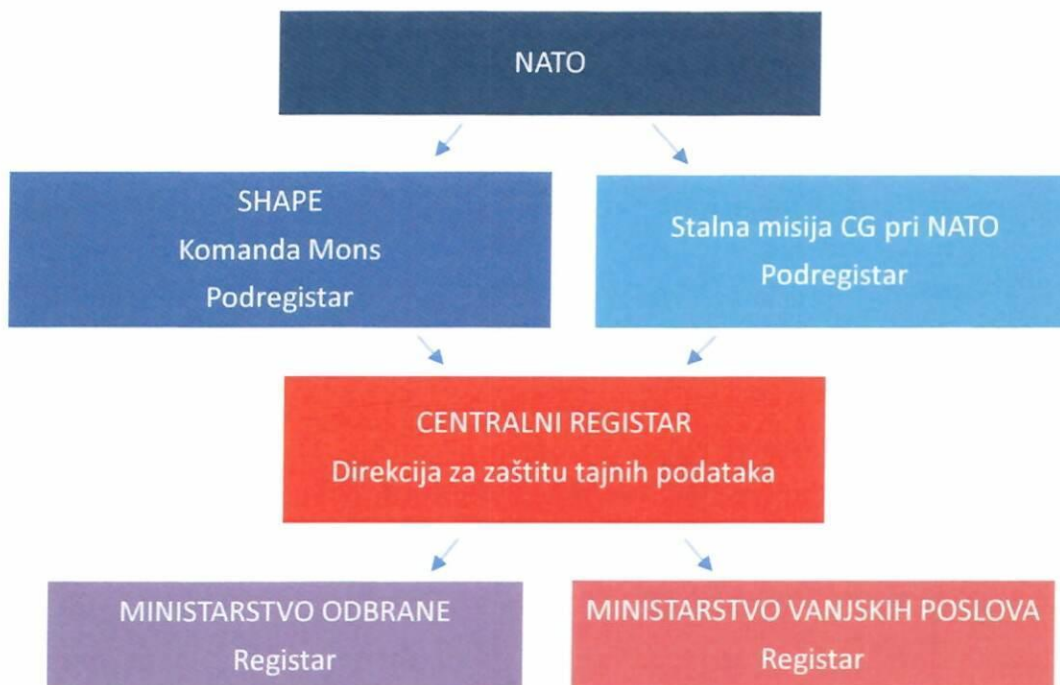 NATO
SHAPE
Komanda Mons
Podregistar
Stalna misija CG pri NATO
Podregistar
CENTRALNI REGISTAR
Direkcija za zaštitu tajnih podataka
MINISTARSTVO ODBRANE
Registar
MINISTARSTVO VANJSKIH POSLOVA
Registar